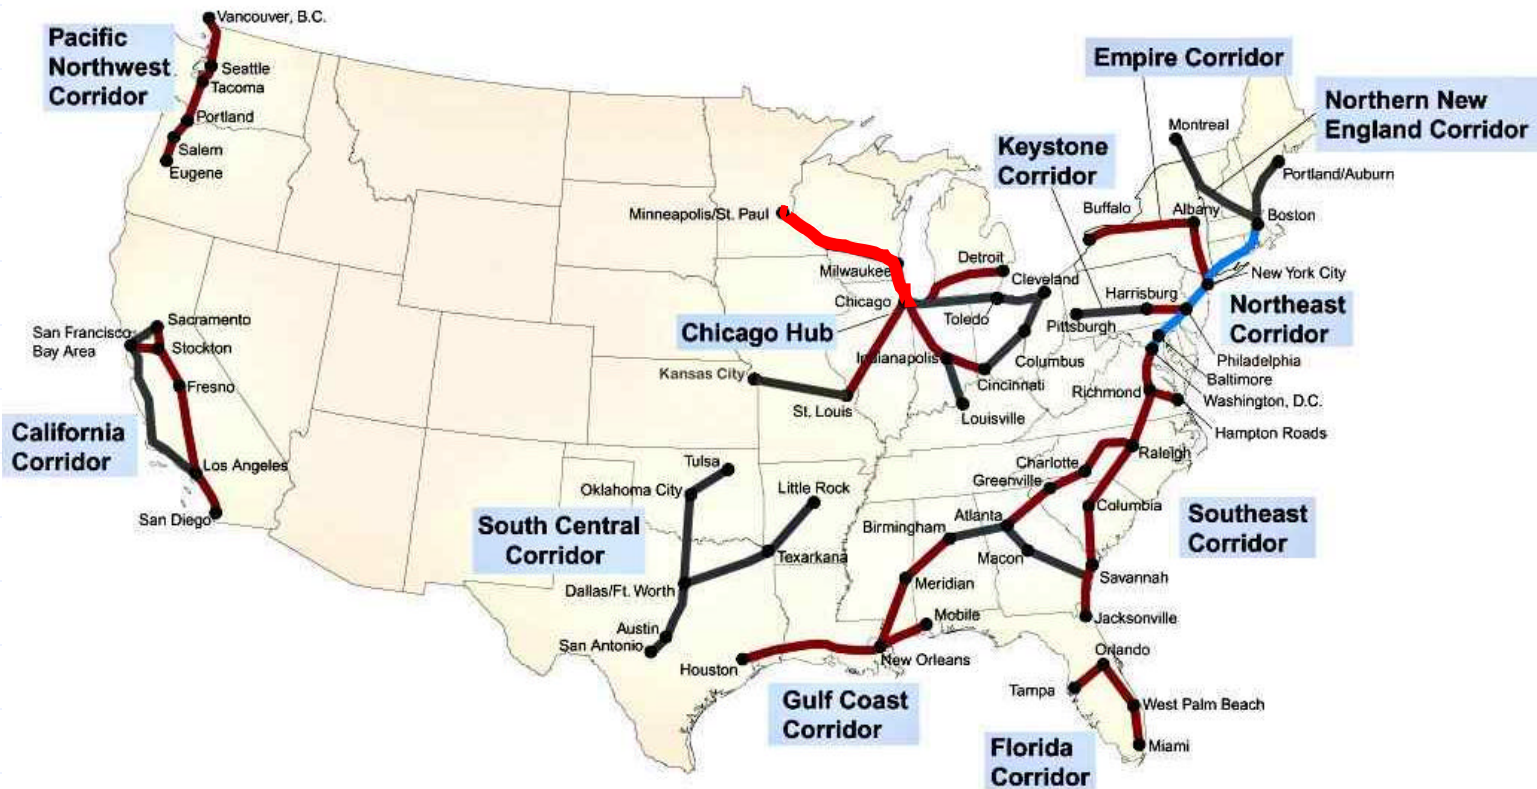 Vancouver, B.C.
Pacific
Northwest
Corridor
Seattle
Tacoma
Portland
Salem
Eugene
Empire Corridor
Northern New
England Corridor
Montreal
Keystone
Corridor
Portland/Auburn
Minneapolis/St. Paul
Buffalo
Albany
Boston
Milwaukee
Detroit
Cleveland
New York City
Chicago
Harrisburg
Toledo
Pittsburgh
Northeast
Corridor
Chicago Hub
Sacramento
San Francisco
Bay Area
Stockton
Indianapolis
Columbus
Philadelphia
Kansas City
Cincinnati
Baltimore
Fresno
Richmond
Washington, D.C.
St. Louis
Louisville
Hampton Roads
California
Corridor
Los Angeles
Tulsa
Charlotte
Raleigh
Oklahoma City
Little Rock
Greenville
San Diego
South Central
Corridor
Birmingham
Atlanta
Columbia
Southeast
Corridor
Texarkana
Macon
Dallas/Ft. Worth
Meridian
Savannah
Austin
Mobile
Jacksonville
San Antonio
Houston
New Orleans
Orlando
Gulf Coast
Corridor
Tampa
West Palm Beach
Florida
Corridor
Miami